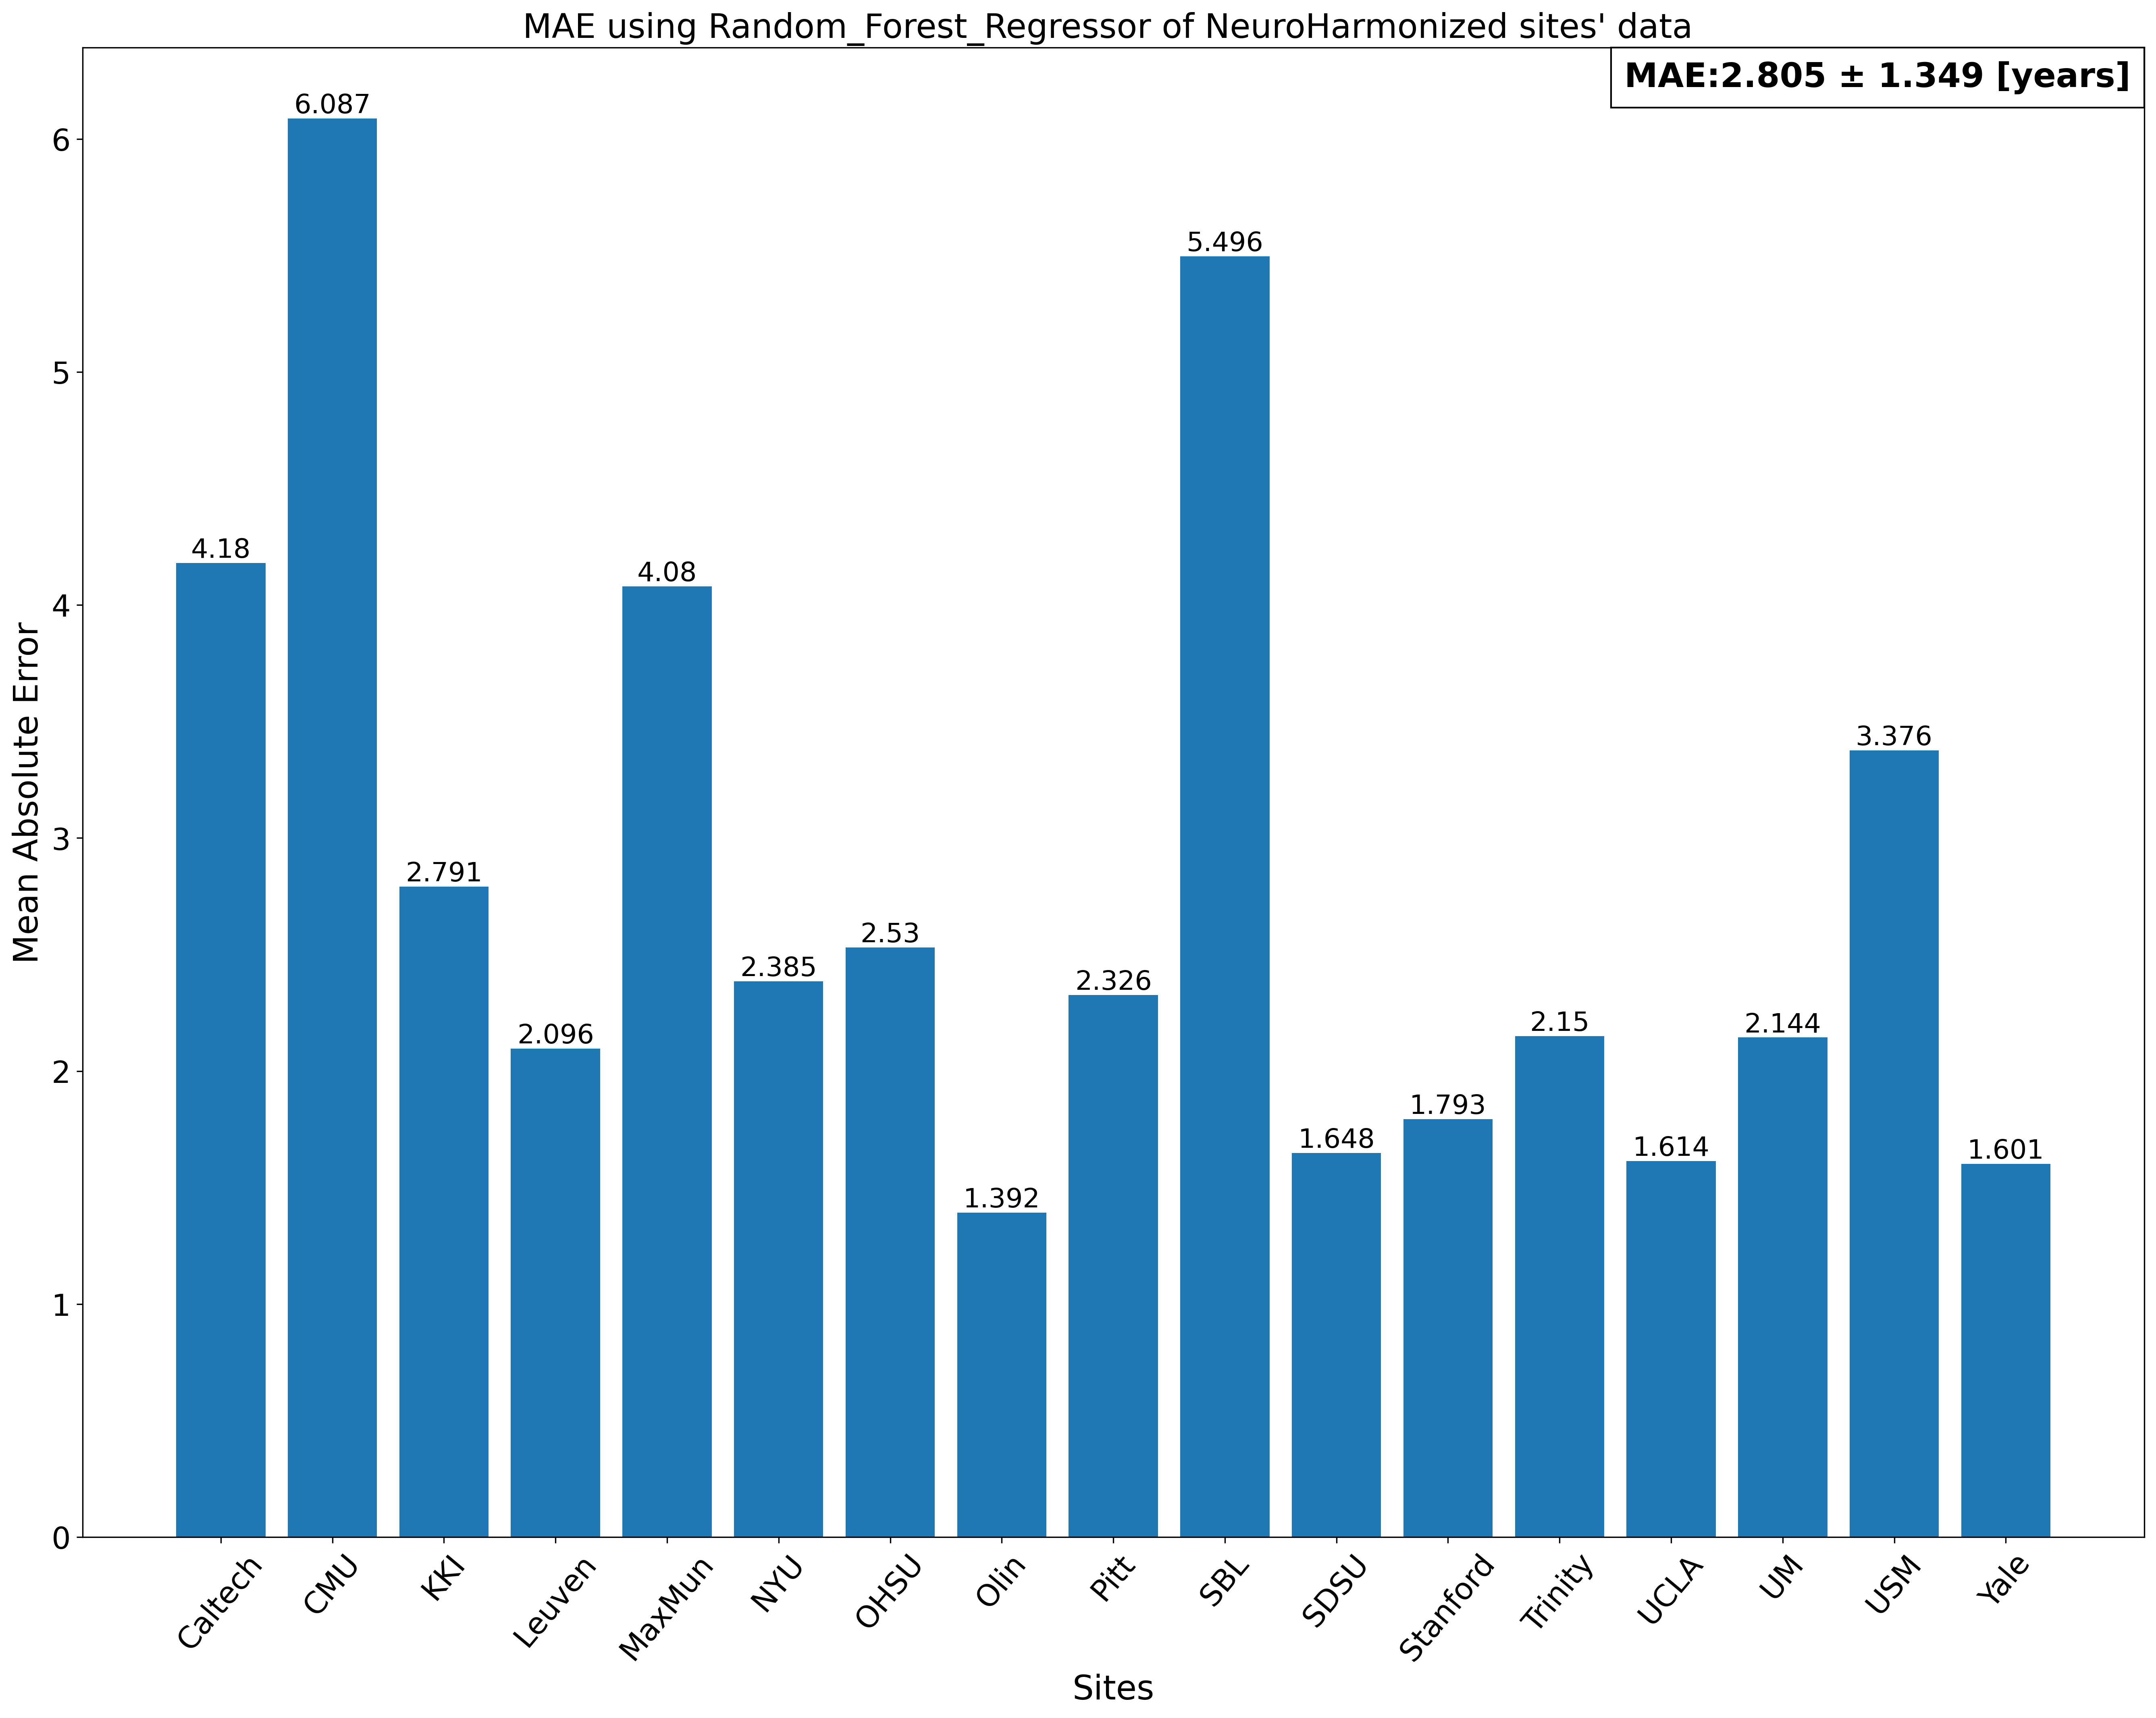 MAE using Random_Forest_Regressor of NeuroHarmonized sites' data
MAE:2.805 ± 1.349 [years]
Mean Absolute Error
6
5
4
3
2
1
0
4.18
6.087
2.791
2.096
4.08
2.385
2.53
1.392
2.326
5.496
1.648
1.793
2.15
1.614
2.144
3.376
1.601
Caltech
CMU
KKI
Leuven
MaxMun
NYU
OHSU
Olin
Pitt
SBL
SDSU
Stanford
Trinity
UCLA
UM
USM
Yale
Sites